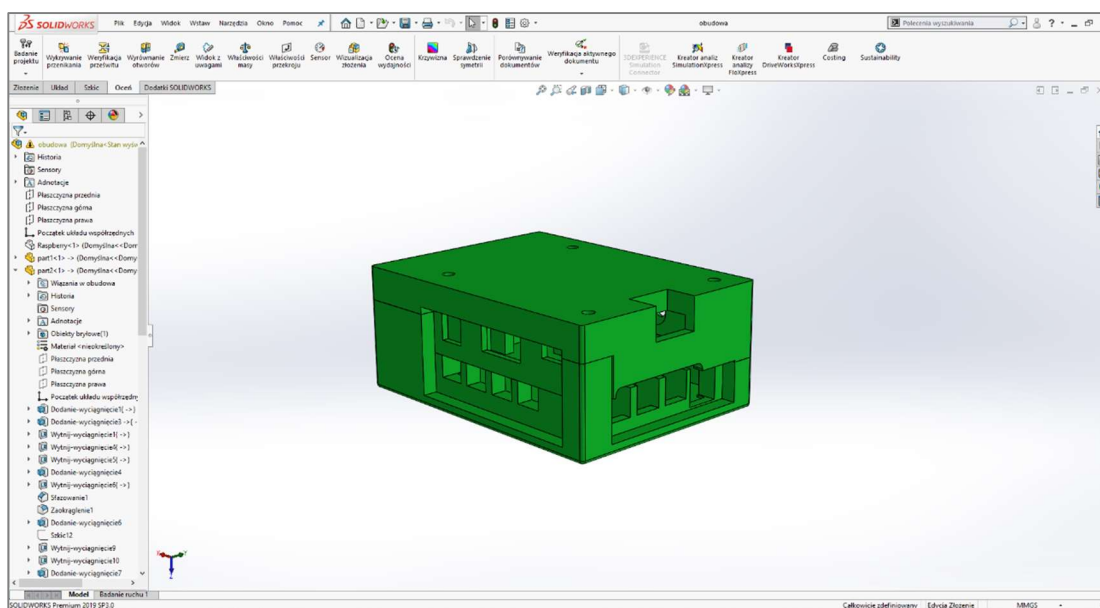 SOLIDWORKS Plik Edycja Widok Wstaw Narzędzia Okno Pomoc obudowa Polecenia wyszukiwania
Badanie projektu Wykrywanie przenikania Weryfikacja prześwitu Wyrównanie otworów Zmierz Widok z uwagami Właściwości masy Właściwości przekroju Sensor Wizualizacja złożenia Ocena wydajności Krzywizna Sprawdzenie symetrii Porównywanie dokumentów Weryfikacja aktywnego dokumentu 3DEXPERIENCE Simulation Connector Kreator analiz SimulationXpress Kreator analizy FloXpress Kreator DriveWorksXpress Costing Sustainability
Złożenie Układ Szkic Oceń Dodatki SOLIDWORKS
obudowa (Domyślna<Stan wyśw
Historia
Sensory
Adnotacje
Płaszczyzna przednia
Płaszczyzna górna
Płaszczyzna prawa
Początek układu współrzędnych
Raspberry<1> (Domyślna<<Dom
part1<1> -> (Domyślna<<Domy
part2<1> -> (Domyślna<<Domy
Wiązania w obudowa
Historia
Sensory
Adnotacje
Obiekty bryłowe(1)
Materiał <nieokreślony>
Płaszczyzna przednia
Płaszczyzna górna
Płaszczyzna prawa
Początek układu współrzędny
Dodanie-wyciągnięcie1( ->)
Dodanie-wyciągnięcie3 ->( -
Wytnij-wyciągnięcie1( ->)
Wytnij-wyciągnięcie4( ->)
Wytnij-wyciągnięcie5( ->)
Dodanie-wyciągnięcie4
Wytnij-wyciągnięcie6( ->)
Sfazowanie1
Zaokrąglenie1
Dodanie-wyciągnięcie6
Szkic12
Wytnij-wyciągnięcie9
Wytnij-wyciągnięcie10
Dodanie-wyciągnięcie7
Model Badanie ruchu 1
SOLIDWORKS Premium 2019 SP3.0 Całkowicie zdefiniowany Edycja Złożenie MMGS